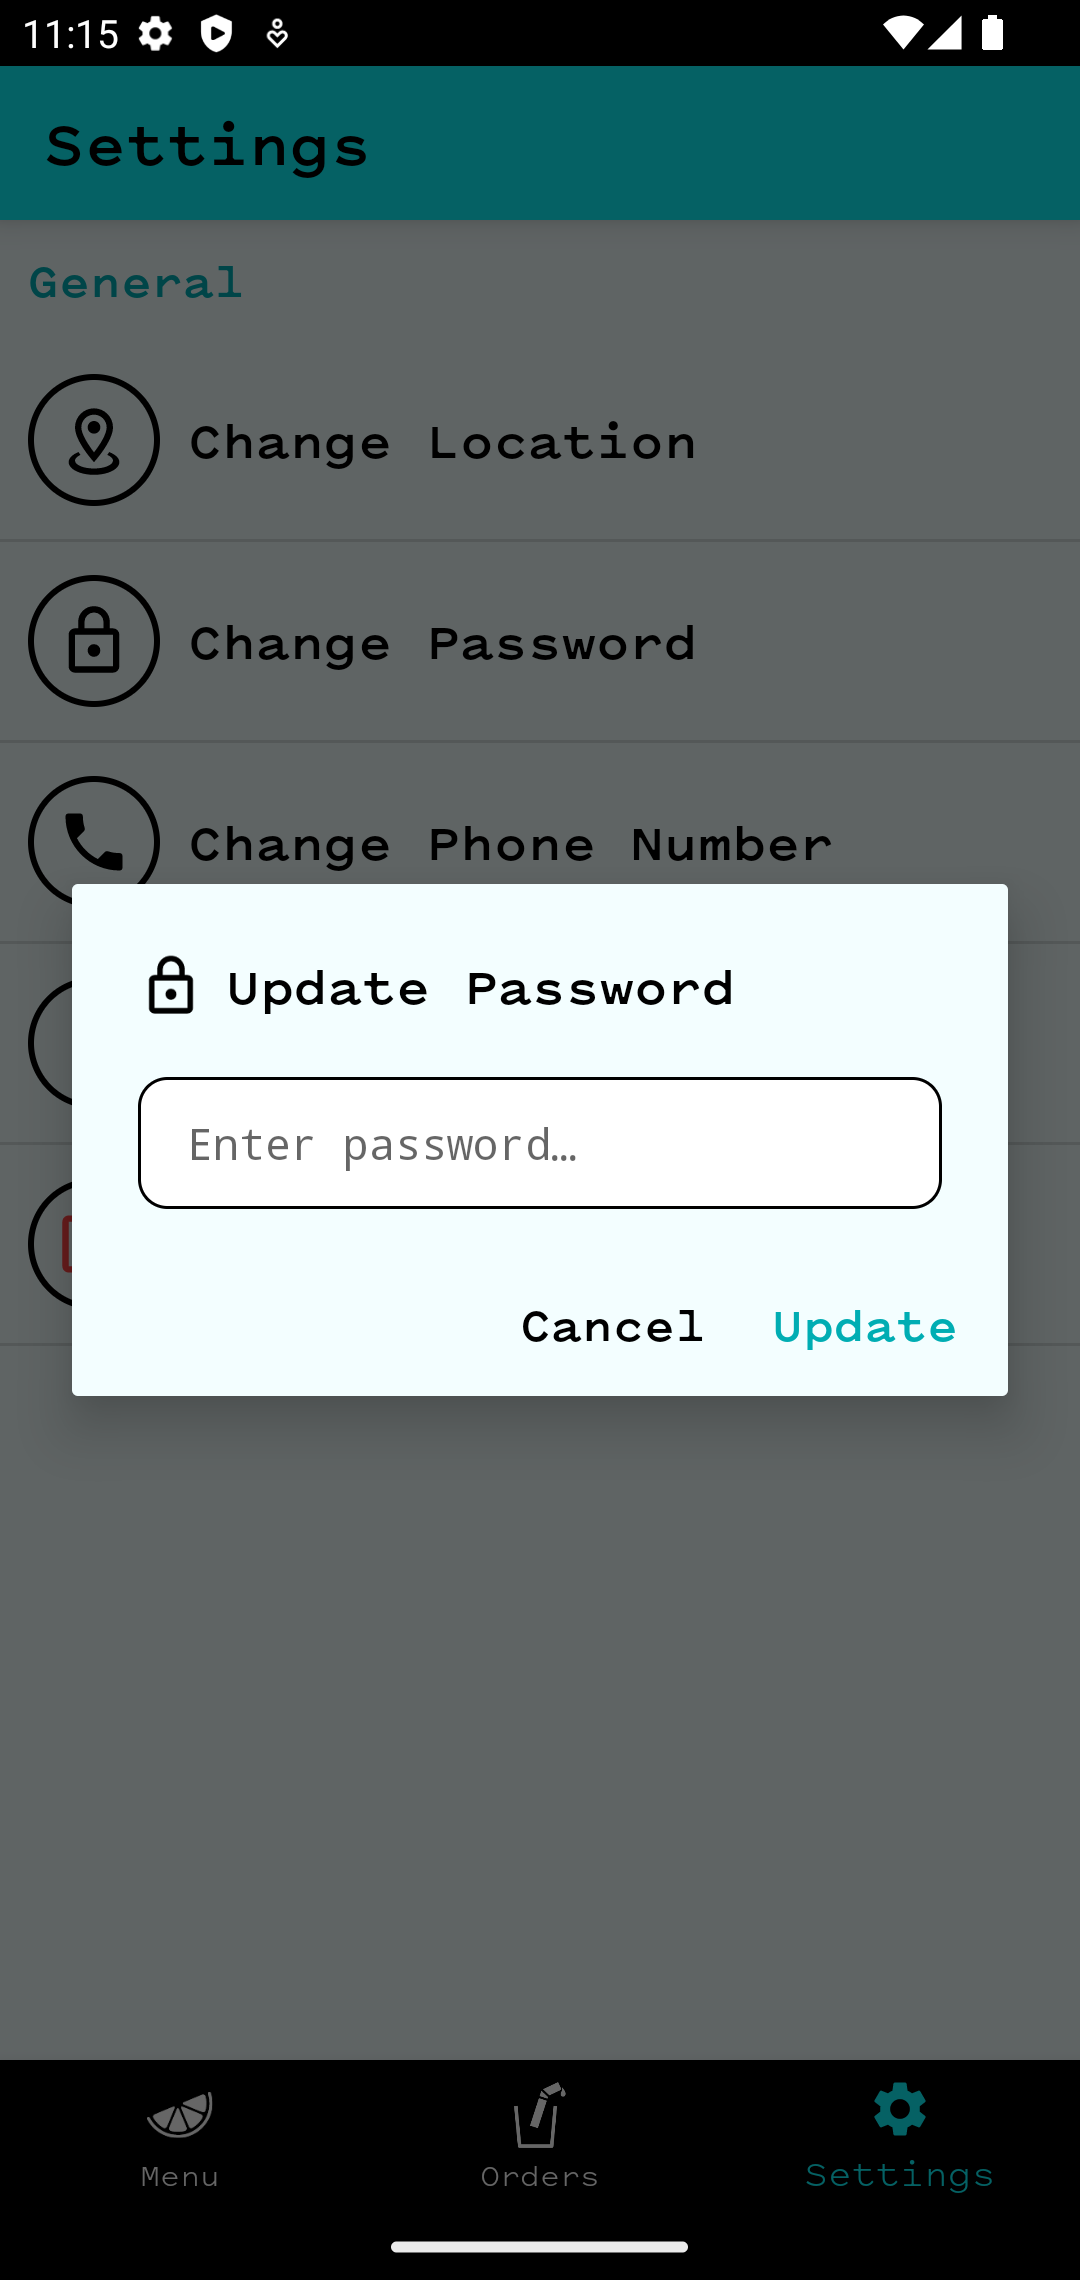 11:15
Settings
General
Change Location
Change Password
Change Phone Number
Update Password
Enter password…
Cancel Update
Menu Orders Settings